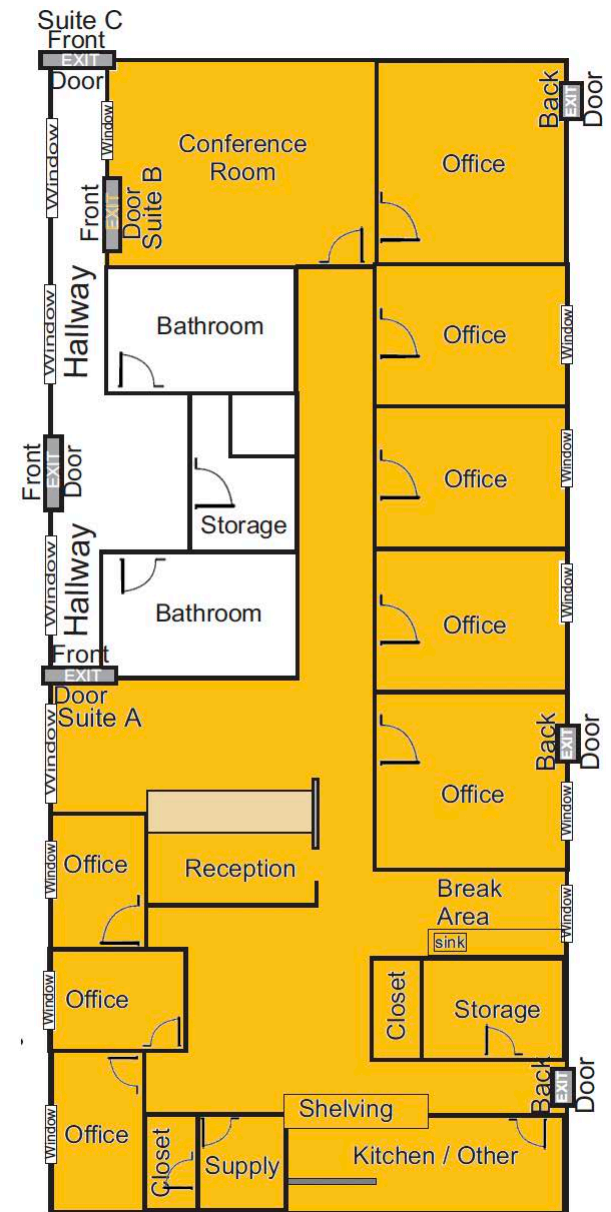 Suite C
Front
EXIT
Door
Window
Window
Conference
Room
Office
Back
EXIT
Door
Front
EXIT
Door
Suite B
Window
Hallway
Bathroom
Office
Window
Front
EXIT
Door
Storage
Office
Window
Window
Hallway
Bathroom
Office
Window
Front
EXIT
Door
Suite A
Window
Back
EXIT
Door
Office
Window
Window
Office
Reception
Break
Area
sink
Window
Window
Office
Closet
Storage
Back
EXIT
Door
Window
Office
Shelving
Closet
Supply
Kitchen / Other